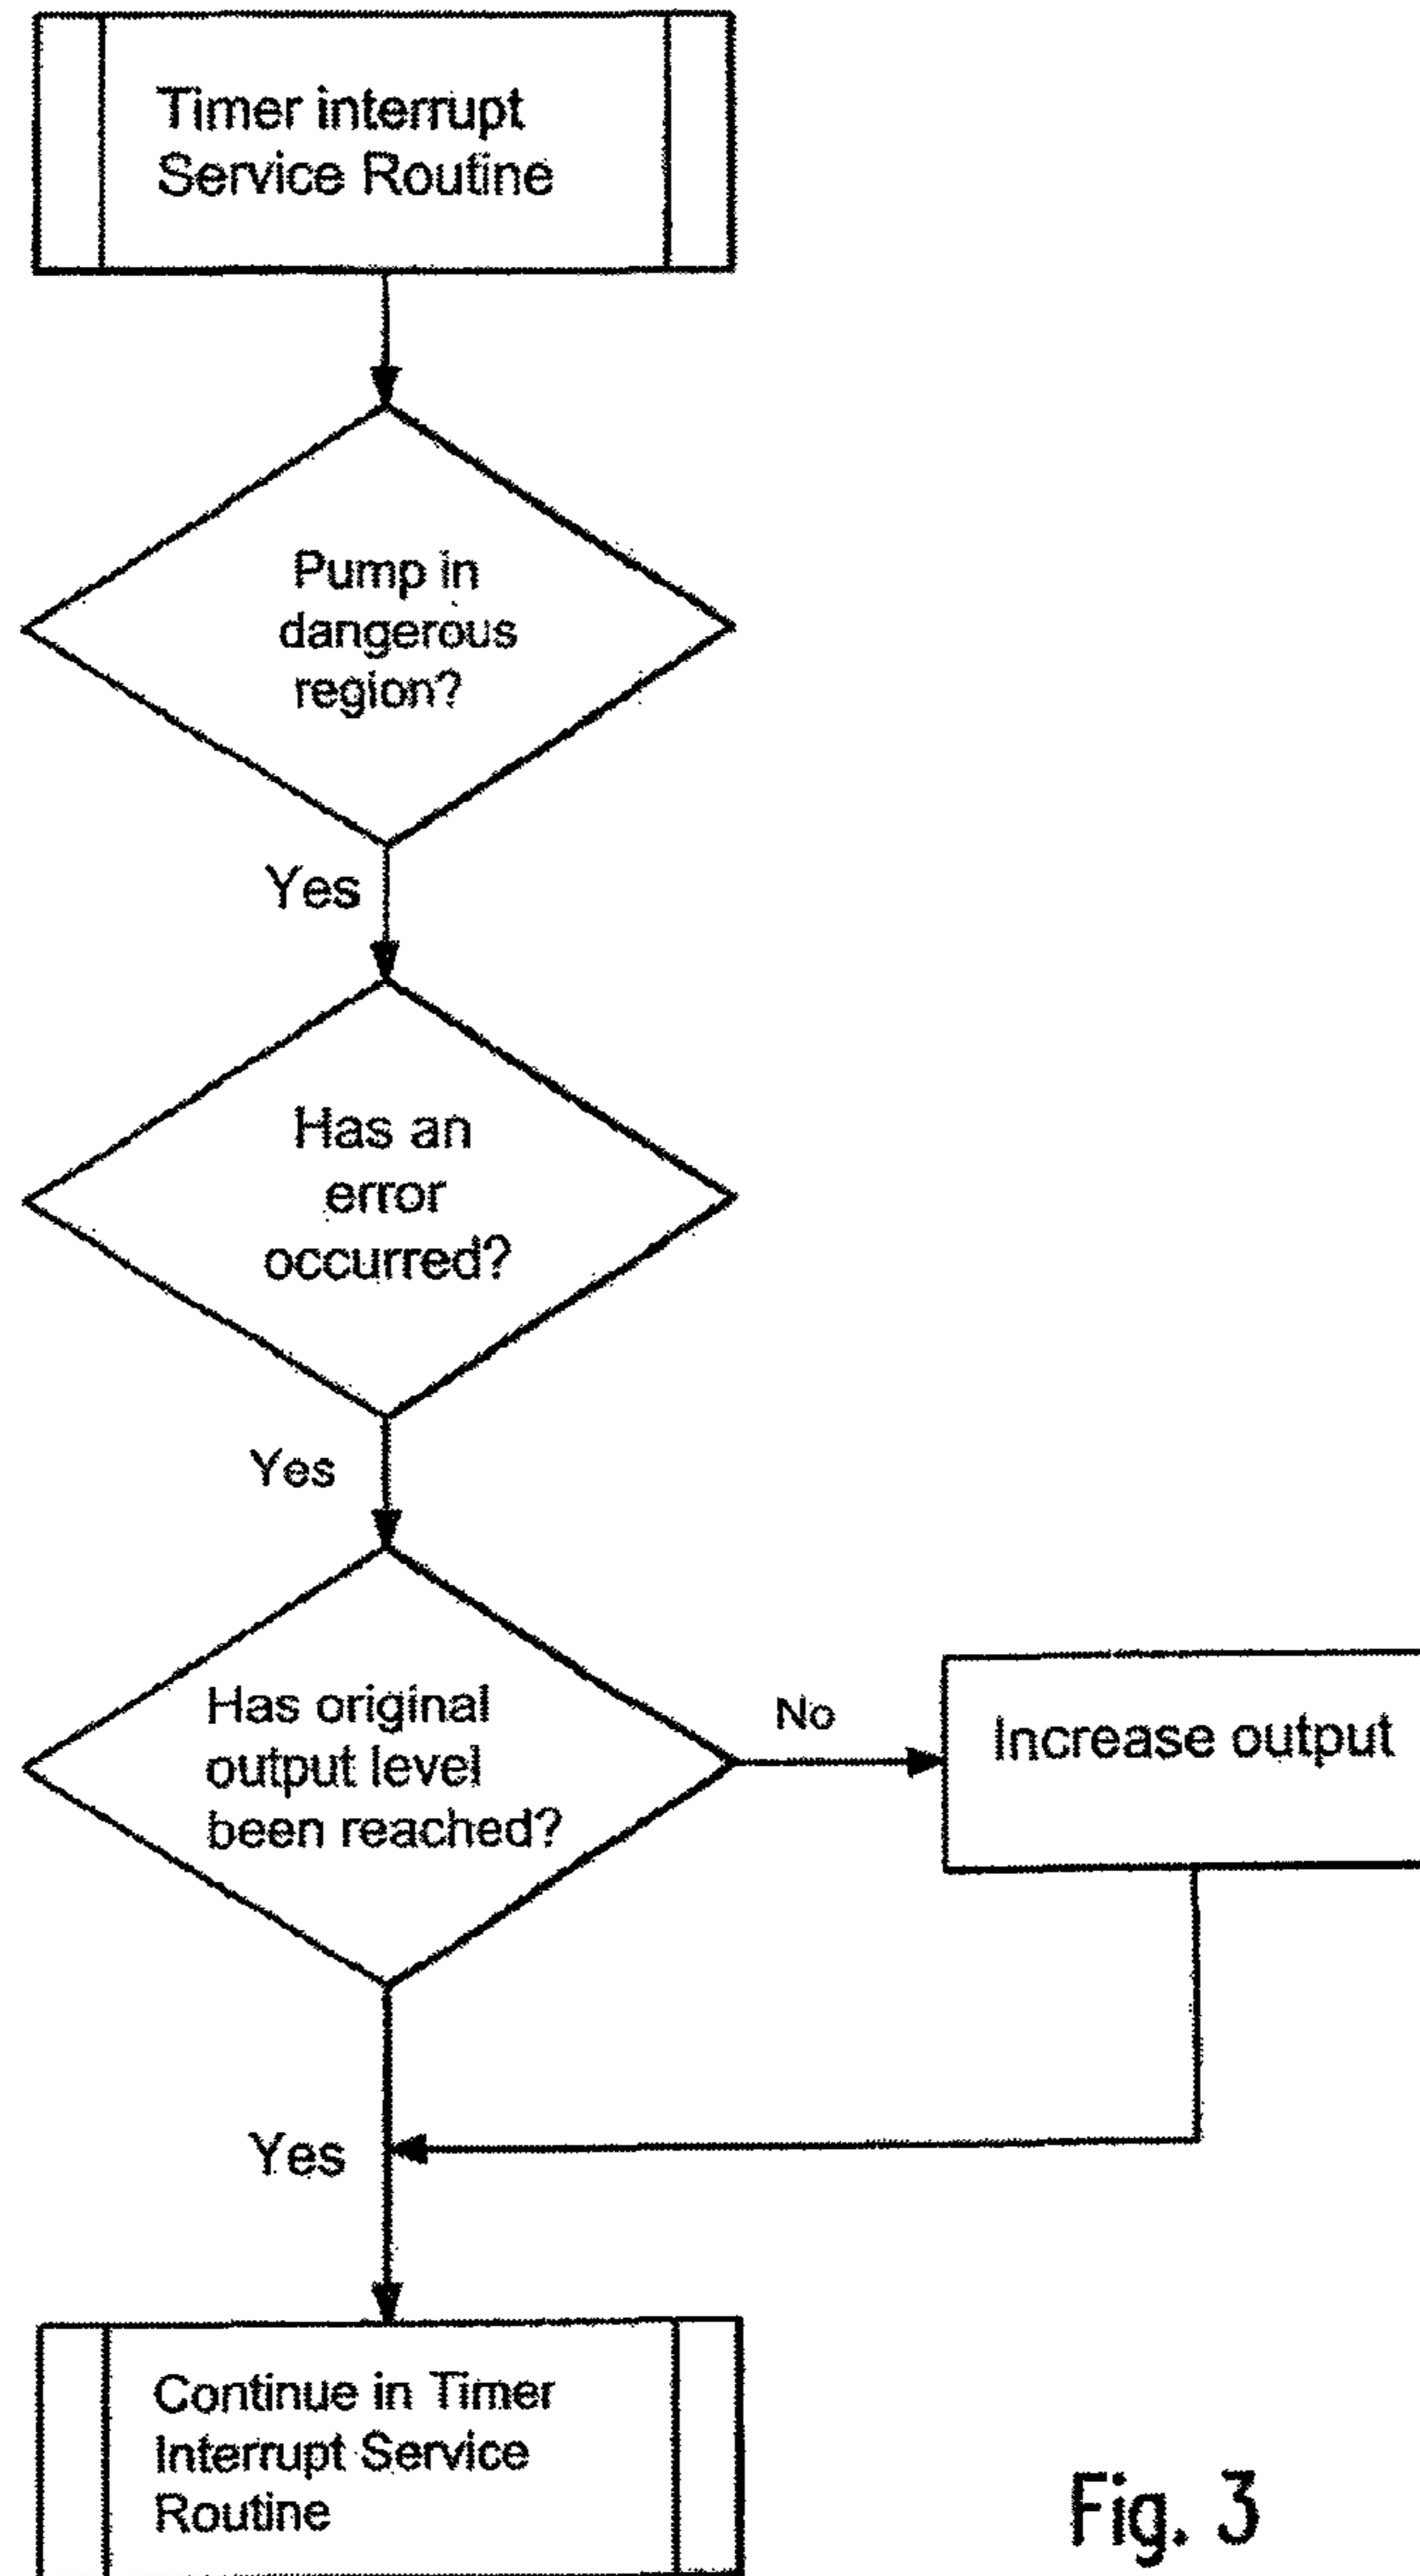 Timer interrupt
Service Routine
Pump in
dangerous
region?
Yes
Has an
error
occurred?
Yes
Has original
output level
been reached?
No
Increase output
Yes
Continue in Timer
Interrupt Service
Routine
Fig. 3